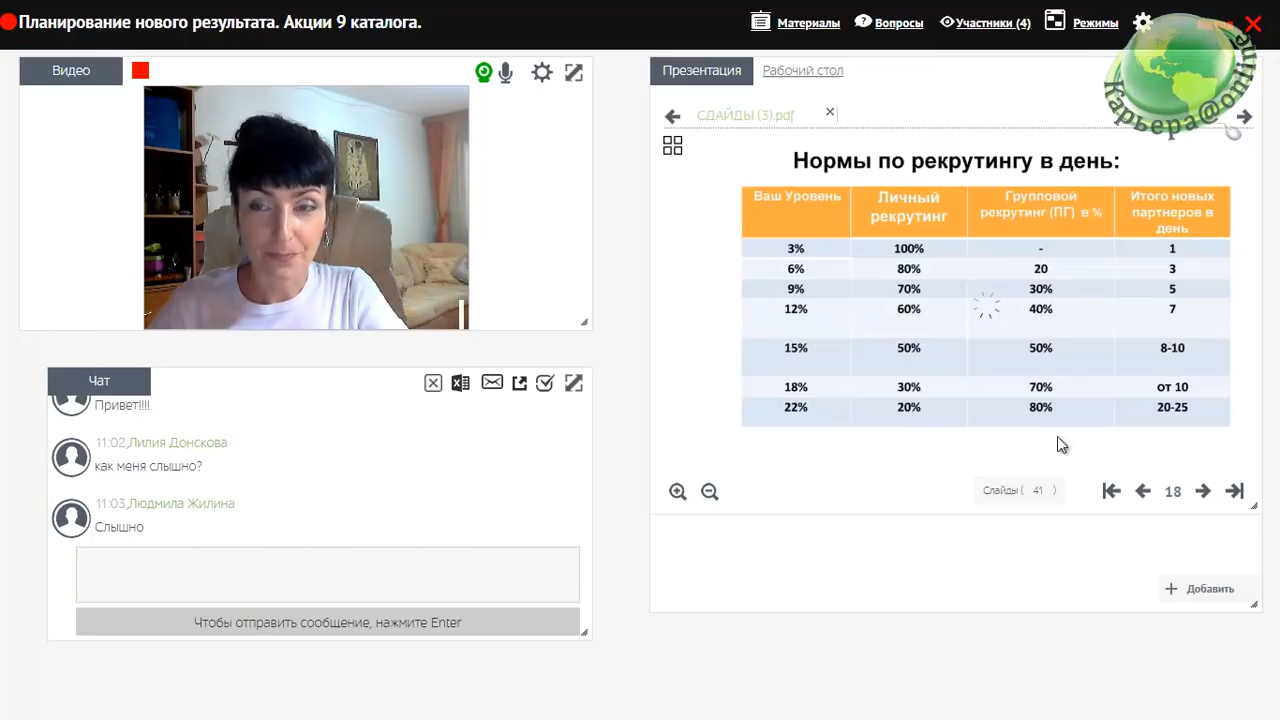 Планирование нового результата. Акции 9 каталога.
Материалы
Вопросы
Участники (4)
Режимы
Карьера@online
Видео
Презентация
Рабочий стол
СДАЙДЫ (3).pdf
Нормы по рекрутингу в день:
Ваш Уровень
Личный
рекрутинг
Групповой
рекрутинг (ПГ) в %
Итого новых
партнеров в
день
3% 100% - 1
6% 80% 20 3
9% 70% 30% 5
12% 60% 40% 7
15% 50% 50% 8-10
18% 30% 70% от 10
22% 20% 80% 20-25
Слайды ( 41 )
18
Добавить
Чат
Привет!!!!
11:02,Лилия Донскова
как меня слышно?
11:03,Людмила Жилина
Слышно
Чтобы отправить сообщение, нажмите Enter